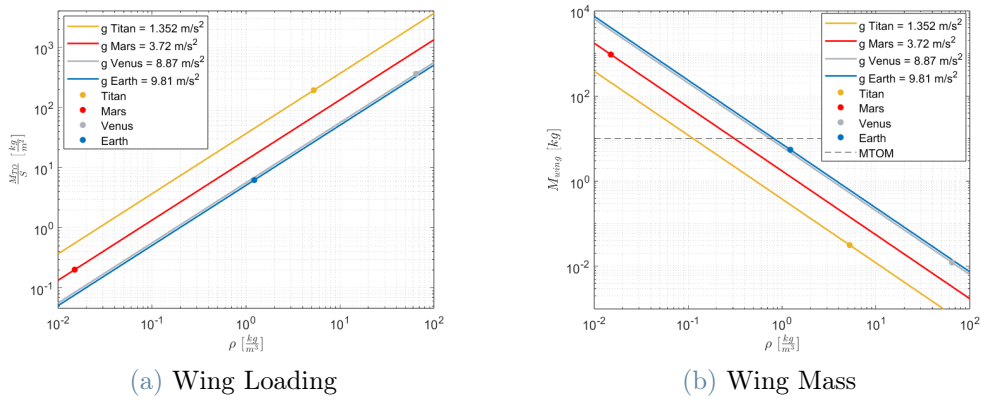 g Titan = 1.352 m/s²
g Mars = 3.72 m/s²
g Venus = 8.87 m/s²
g Earth = 9.81 m/s²
Titan
Mars
Venus
Earth
10³
10²
10¹
10⁰
10⁻¹
M_TO/S [kg/m²]
10⁻² 10⁻¹ 10⁰ 10¹ 10²
ρ [kg/m³]
(a) Wing Loading
g Titan = 1.352 m/s²
g Mars = 3.72 m/s²
g Venus = 8.87 m/s²
g Earth = 9.81 m/s²
Titan
Mars
Venus
Earth
MTOM
10⁴
10²
10⁰
10⁻²
M_wing [kg]
10⁻² 10⁻¹ 10⁰ 10¹ 10²
ρ [kg/m³]
(b) Wing Mass